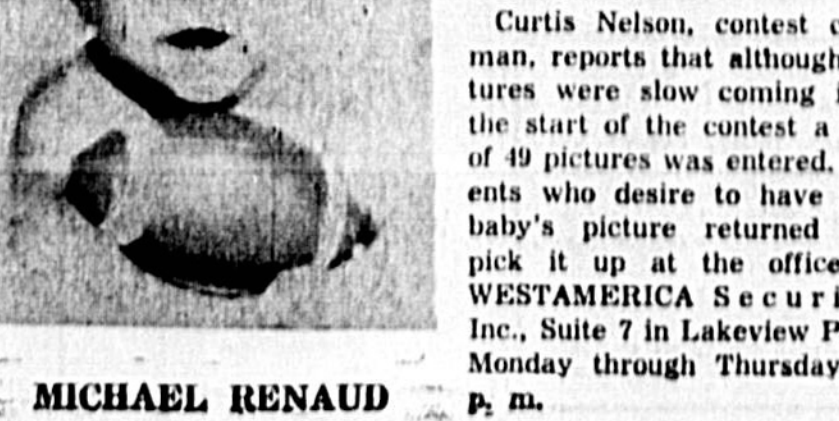 Curtis Nelson, contest
man, reports that although
tures were slow coming
the start of the contest a
of 49 pictures was entered.
ents who desire to have
baby's picture returned
pick it up at the office
WESTAMERICA Securi
Inc., Suite 7 in Lakeview P
Monday through Thursday
p. m.
MICHAEL RENAUD